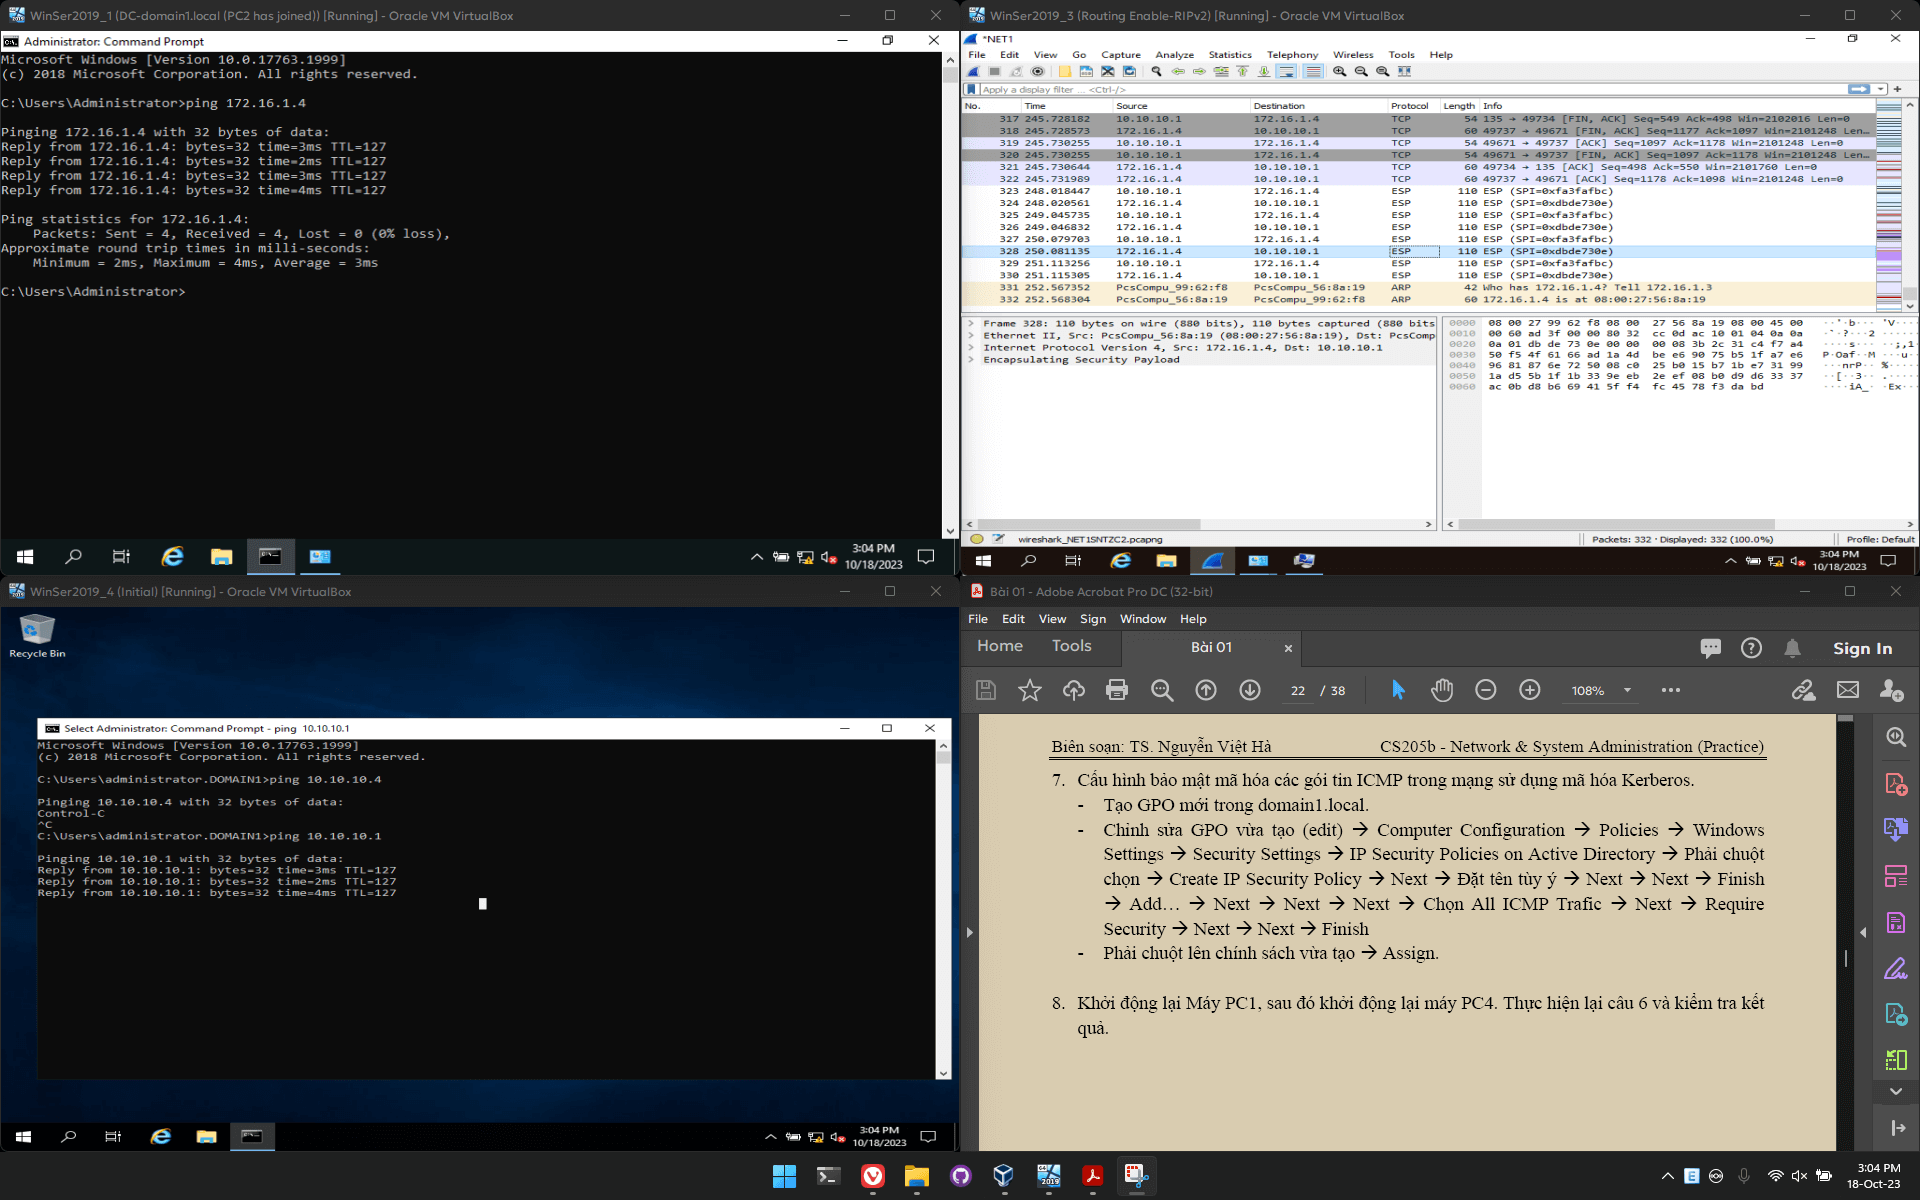 WinSer2019_1 (DC-domain1.local (PC2 has joined)) [Running] - Oracle VM VirtualBox
Administrator: Command Prompt
Microsoft Windows [Version 10.0.17763.1999]
(c) 2018 Microsoft Corporation. All rights reserved.
C:\Users\Administrator>ping 172.16.1.4
Pinging 172.16.1.4 with 32 bytes of data:
Reply from 172.16.1.4: bytes=32 time=3ms TTL=127
Reply from 172.16.1.4: bytes=32 time=2ms TTL=127
Reply from 172.16.1.4: bytes=32 time=3ms TTL=127
Reply from 172.16.1.4: bytes=32 time=4ms TTL=127
Ping statistics for 172.16.1.4:
Packets: Sent = 4, Received = 4, Lost = 0 (0% loss),
Approximate round trip times in milli-seconds:
Minimum = 2ms, Maximum = 4ms, Average = 3ms
C:\Users\Administrator>
3:04 PM
10/18/2023
WinSer2019_3 (Routing Enable-RIPv2) [Running] - Oracle VM VirtualBox
*NET1
File Edit View Go Capture Analyze Statistics Telephony Wireless Tools Help
Apply a display filter ... <Ctrl-/>
No. Time Source Destination Protocol Length Info
317 245.728182 10.10.10.1 172.16.1.4 TCP 54 135 → 49734 [FIN, ACK] Seq=549 Ack=498 Win=2102016 Len=0
318 245.728573 10.10.10.1 172.16.1.4 TCP 60 49737 → 49671 [FIN, ACK] Seq=1177 Ack=1097 Win=2101248 Len…
319 245.730255 10.10.10.1 172.16.1.4 TCP 54 49671 → 49737 [ACK] Seq=1097 Ack=1178 Win=2101248 Len=0
320 245.730255 10.10.10.1 172.16.1.4 TCP 54 49671 → 49737 [FIN, ACK] Seq=1097 Ack=1178 Win=2101248 Len…
321 245.730644 172.16.1.4 10.10.10.1 TCP 60 49734 → 135 [ACK] Seq=498 Ack=550 Win=2101760 Len=0
322 245.731989 172.16.1.4 10.10.10.1 TCP 60 49737 → 49671 [ACK] Seq=1178 Ack=1098 Win=2101248 Len=0
323 248.018447 10.10.10.1 172.16.1.4 ESP 110 ESP (SPI=0xfa3fafbc)
324 248.020561 172.16.1.4 10.10.10.1 ESP 110 ESP (SPI=0xdbde730e)
325 249.045735 10.10.10.1 172.16.1.4 ESP 110 ESP (SPI=0xfa3fafbc)
326 249.046832 172.16.1.4 10.10.10.1 ESP 110 ESP (SPI=0xdbde730e)
327 250.079703 10.10.10.1 172.16.1.4 ESP 110 ESP (SPI=0xfa3fafbc)
328 250.081135 172.16.1.4 10.10.10.1 ESP 110 ESP (SPI=0xdbde730e)
329 251.113256 10.10.10.1 172.16.1.4 ESP 110 ESP (SPI=0xfa3fafbc)
330 251.115305 172.16.1.4 10.10.10.1 ESP 110 ESP (SPI=0xdbde730e)
331 252.567352 PcsCompu_99:62:f8 PcsCompu_56:8a:19 ARP 42 Who has 172.16.1.4? Tell 172.16.1.3
332 252.568304 PcsCompu_56:8a:19 PcsCompu_99:62:f8 ARP 60 172.16.1.4 is at 08:00:27:56:8a:19
Frame 328: 110 bytes on wire (880 bits), 110 bytes captured (880 bits
Ethernet II, Src: PcsCompu_56:8a:19 (08:00:27:56:8a:19), Dst: PcsComp
Internet Protocol Version 4, Src: 172.16.1.4, Dst: 10.10.10.1
Encapsulating Security Payload
0000 08 00 27 99 62 f8 08 00 27 56 8a 19 08 00 45 00
0010 00 60 ad 3f 00 00 80 32 cc 0d ac 10 01 04 0a 0a
0020 0a 01 db de 73 0e 00 00 00 08 3b 2c 31 c4 f7 a4
0030 50 f5 4f 61 66 ad 1a 4d be e6 90 75 b5 1f a7 e6
0040 96 81 87 6e 72 50 08 c0 25 b0 15 b7 1b e7 31 99
0050 1a d5 5b 1f 1b 33 9e eb 2e ef 08 b0 d9 d6 33 37
0060 ac 0b d8 b6 69 41 5f f4 fc 45 78 f3 da bd
wireshark_NET1SNTZC2.pcapng
Packets: 332 · Displayed: 332 (100.0%)
Profile: Default
3:04 PM
10/18/2023
WinSer2019_4 (Initial) [Running] - Oracle VM VirtualBox
Recycle Bin
Select Administrator: Command Prompt - ping 10.10.10.1
Microsoft Windows [Version 10.0.17763.1999]
(c) 2018 Microsoft Corporation. All rights reserved.
C:\Users\administrator.DOMAIN1>ping 10.10.10.4
Pinging 10.10.10.4 with 32 bytes of data:
Control-C
^C
C:\Users\administrator.DOMAIN1>ping 10.10.10.1
Pinging 10.10.10.1 with 32 bytes of data:
Reply from 10.10.10.1: bytes=32 time=3ms TTL=127
Reply from 10.10.10.1: bytes=32 time=2ms TTL=127
Reply from 10.10.10.1: bytes=32 time=4ms TTL=127
3:04 PM
10/18/2023
Bài 01 - Adobe Acrobat Pro DC (32-bit)
File Edit View Sign Window Help
Home Tools Bài 01 Sign In
22 / 38 108%
Biên soạn: TS. Nguyễn Việt Hà CS205b - Network & System Administration (Practice)
7. Cấu hình bảo mật mã hóa các gói tin ICMP trong mạng sử dụng mã hóa Kerberos.
- Tạo GPO mới trong domain1.local.
- Chỉnh sửa GPO vừa tạo (edit) → Computer Configuration → Policies → Windows
Settings → Security Settings → IP Security Policies on Active Directory → Phải chuột
chọn → Create IP Security Policy → Next → Đặt tên tùy ý → Next → Next → Finish
→ Add… → Next → Next → Next → Chọn All ICMP Trafic → Next → Require
Security → Next → Next → Finish
- Phải chuột lên chính sách vừa tạo → Assign.
8. Khởi động lại Máy PC1, sau đó khởi động lại máy PC4. Thực hiện lại câu 6 và kiểm tra kết
quả.
3:04 PM
18-Oct-23